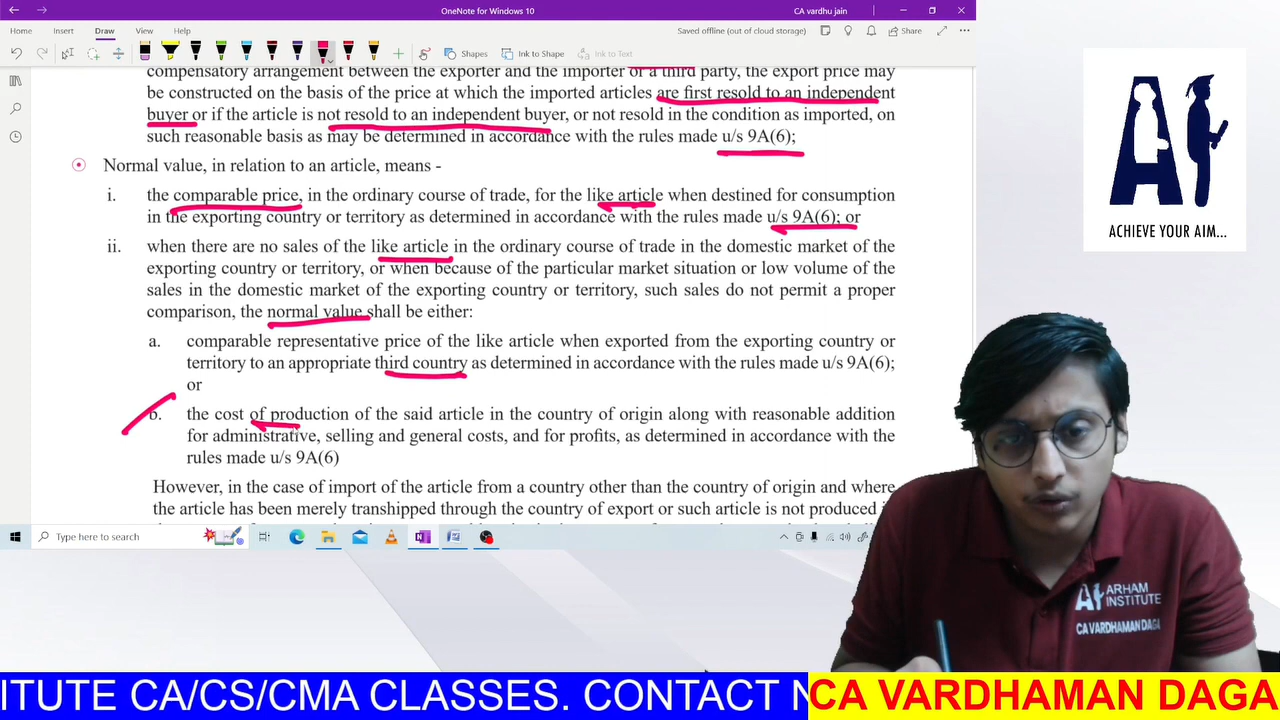 OneNote for Windows 10
CA vardhu jain
Home
Insert
Draw
View
Help
Saved offline (out of cloud storage)
Share
Shapes
Ink to Shape
Ink to Text
compensatory arrangement between the exporter and the importer or a third party, the export price may
be constructed on the basis of the price at which the imported articles are first resold to an independent
buyer or if the article is not resold to an independent buyer, or not resold in the condition as imported, on
such reasonable basis as may be determined in accordance with the rules made u/s 9A(6);
Normal value, in relation to an article, means -
i. the comparable price, in the ordinary course of trade, for the like article when destined for consumption
in the exporting country or territory as determined in accordance with the rules made u/s 9A(6); or
ii. when there are no sales of the like article in the ordinary course of trade in the domestic market of the
exporting country or territory, or when because of the particular market situation or low volume of the
sales in the domestic market of the exporting country or territory, such sales do not permit a proper
comparison, the normal value shall be either:
a. comparable representative price of the like article when exported from the exporting country or
territory to an appropriate third country as determined in accordance with the rules made u/s 9A(6);
or
b. the cost of production of the said article in the country of origin along with reasonable addition
for administrative, selling and general costs, and for profits, as determined in accordance with the
rules made u/s 9A(6)
However, in the case of import of the article from a country other than the country of origin and where
the article has been merely transhipped through the country of export or such article is not produced
Type here to search
ACHIEVE YOUR AIM...
ARHAM
INSTITUTE
CA VARDHAMAN DAGA
ITUTE CA/CS/CMA CLASSES. CONTACT N
CA VARDHAMAN DAGA